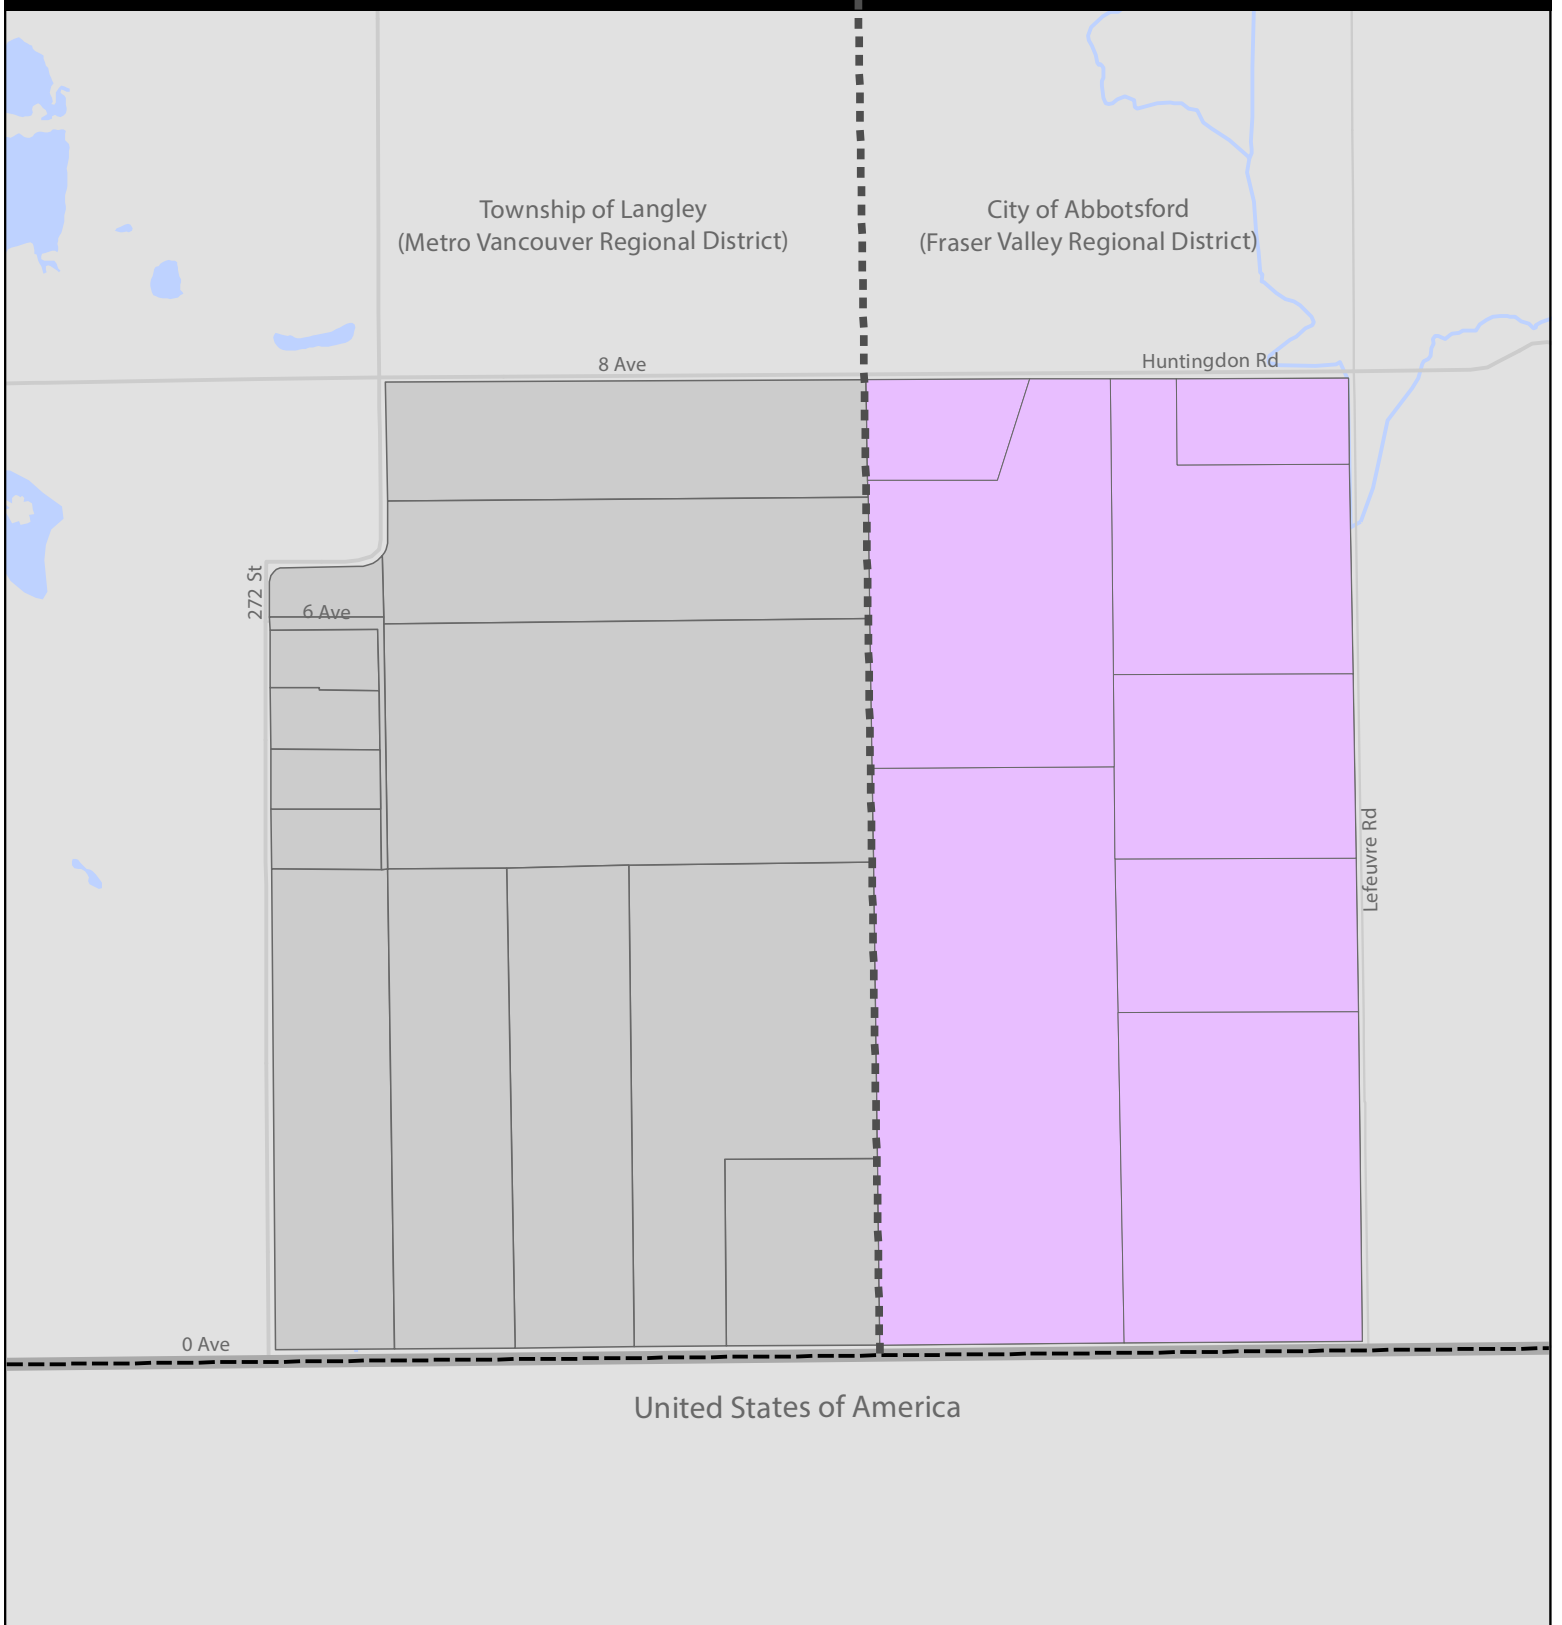 Township of Langley
(Metro Vancouver Regional District)
City of Abbotsford
(Fraser Valley Regional District)
8 Ave
Huntingdon Rd
272 St
6 Ave
Lefeuvre Rd
0 Ave
United States of America